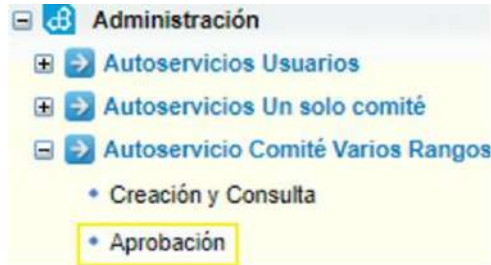 Administración
Autoservicios Usuarios
Autoservicios Un solo comité
Autoservicio Comité Varios Rangos
Creación y Consulta
Aprobación